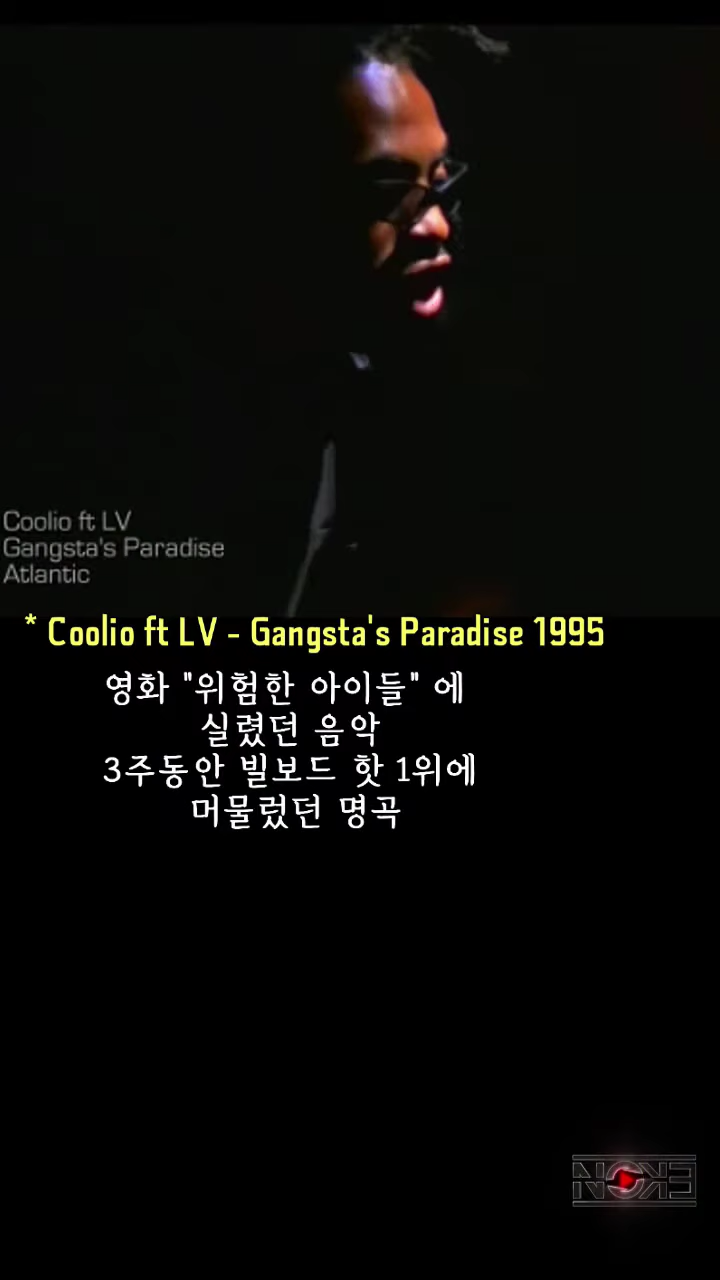 Coolio ft LV
Gangsta's Paradise
Atlantic
* Coolio ft LV - Gangsta's Paradise 1995
영화 "위험한 아이들" 에
실렸던 음악
3주동안 빌보드 핫 1위에
머물렀던 명곡